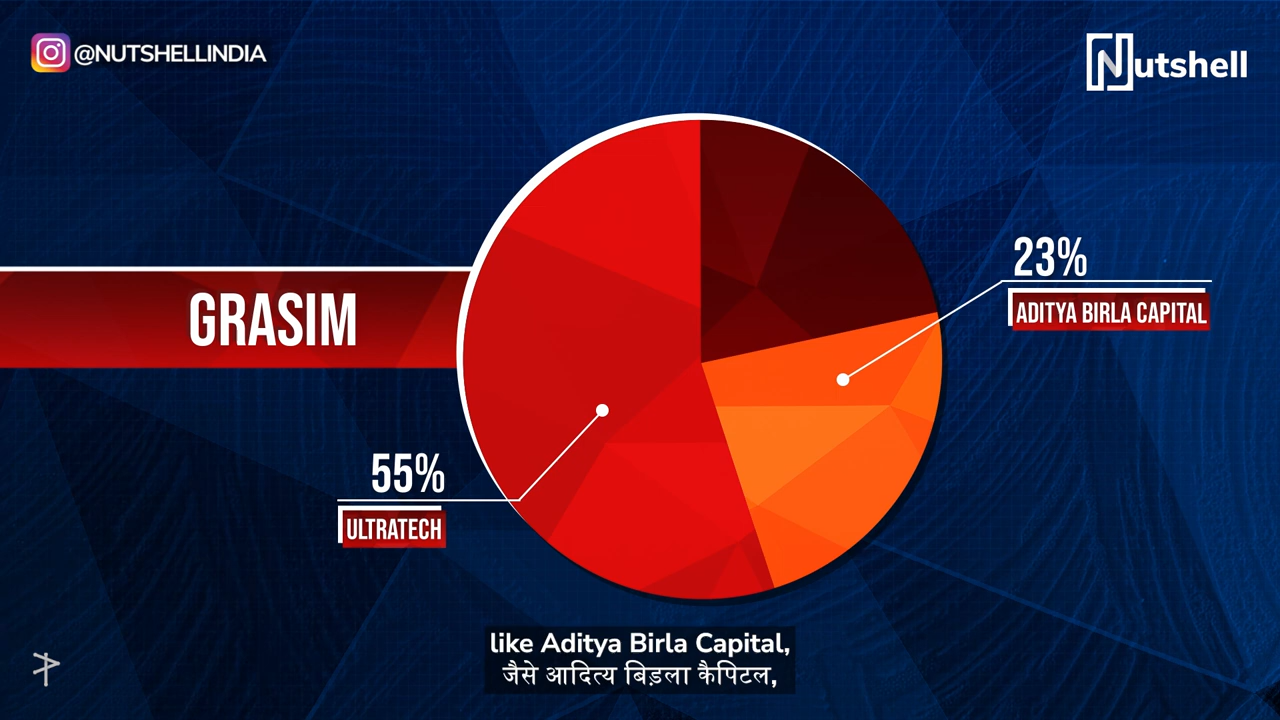 @NUTSHELLINDIA
Nutshell
GRASIM
23%
ADITYA BIRLA CAPITAL
55%
ULTRATECH
like Aditya Birla Capital,
जैसे आदित्य बिड़ला कैपिटल,